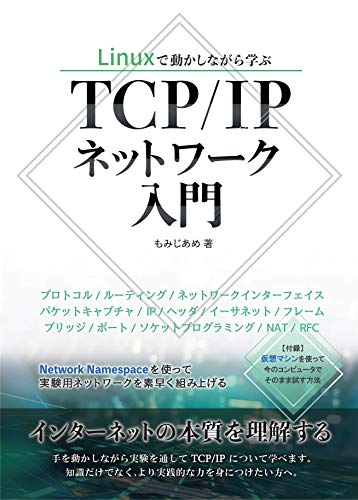 Linuxで動かしながら学ぶ
TCP/IP
ネットワーク
入門
もみじあめ 著
プロトコル / ルーティング / ネットワークインターフェイス
パケットキャプチャ / IP / ヘッダ / イーサネット / フレーム
ブリッジ / ポート / ソケットプログラミング / NAT / RFC
Network Namespaceを使って
実験用ネットワークを素早く組み上げる
【付録】
仮想マシンを使って
今のコンピュータで
そのまま試す方法
インターネットの本質を理解する
手を動かしながら実験を通して TCP/IP について学べます。
知識だけでなく、より実践的な力を身につけたい方へ。